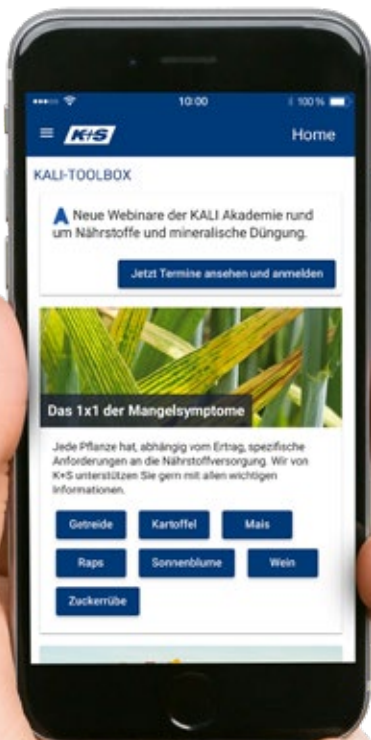 10:00
100 %
K+S
Home
KALI-TOOLBOX
A Neue Webinare der KALI Akademie rund
um Nährstoffe und mineralische Düngung.
Jetzt Termine ansehen und anmelden
Das 1x1 der Mangelsymptome
Jede Pflanze hat, abhängig vom Ertrag, spezifische
Anforderungen an die Nährstoffversorgung. Wir von
K+S unterstützen Sie gern mit allen wichtigen
Informationen.
Getreide
Kartoffel
Mais
Raps
Sonnenblume
Wein
Zuckerrübe